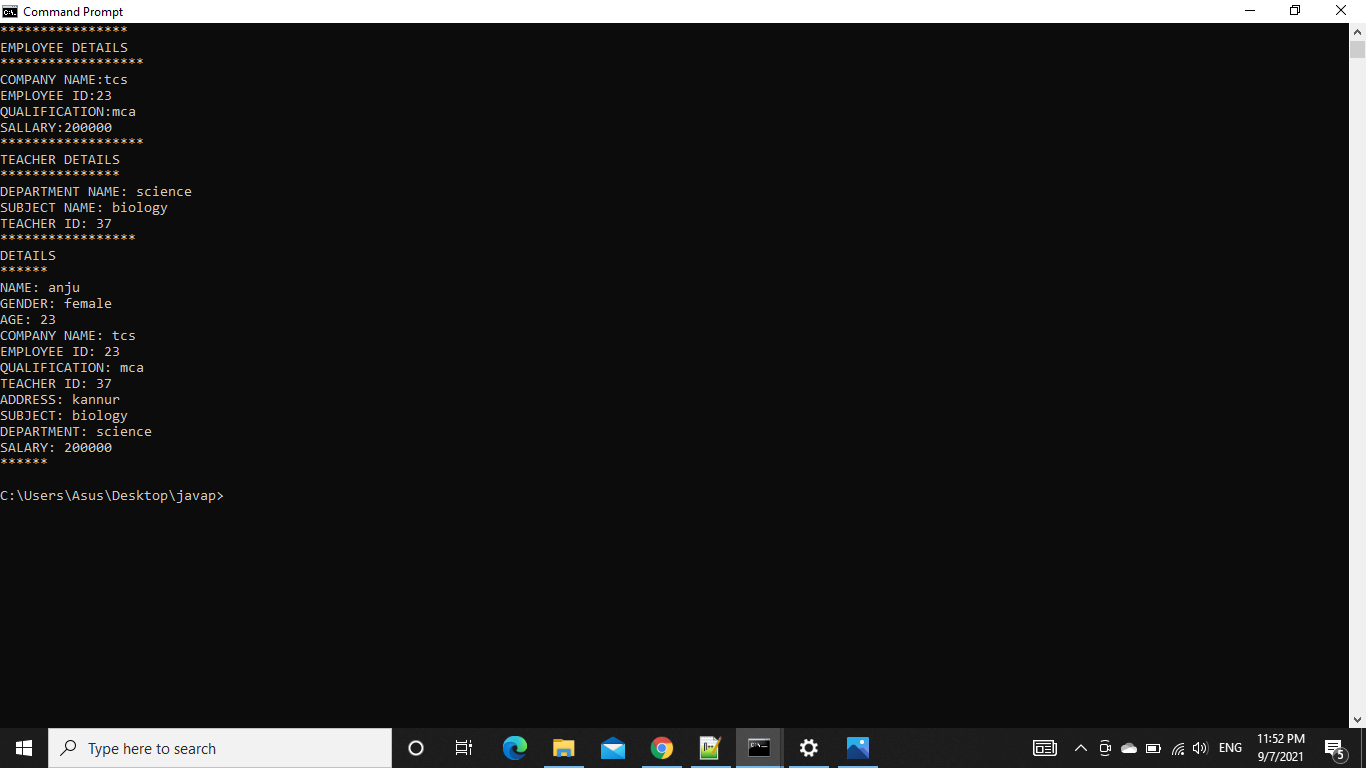 Command Prompt
****************
EMPLOYEE DETAILS
******************
COMPANY NAME:tcs
EMPLOYEE ID:23
QUALIFICATION:mca
SALLARY:200000
******************
TEACHER DETAILS
***************
DEPARTMENT NAME: science
SUBJECT NAME: biology
TEACHER ID: 37
*****************
DETAILS
******
NAME: anju
GENDER: female
AGE: 23
COMPANY NAME: tcs
EMPLOYEE ID: 23
QUALIFICATION: mca
TEACHER ID: 37
ADDRESS: kannur
SUBJECT: biology
DEPARTMENT: science
SALARY: 200000
******
C:\Users\Asus\Desktop\javap>
Type here to search
ENG
11:52 PM
9/7/2021
5